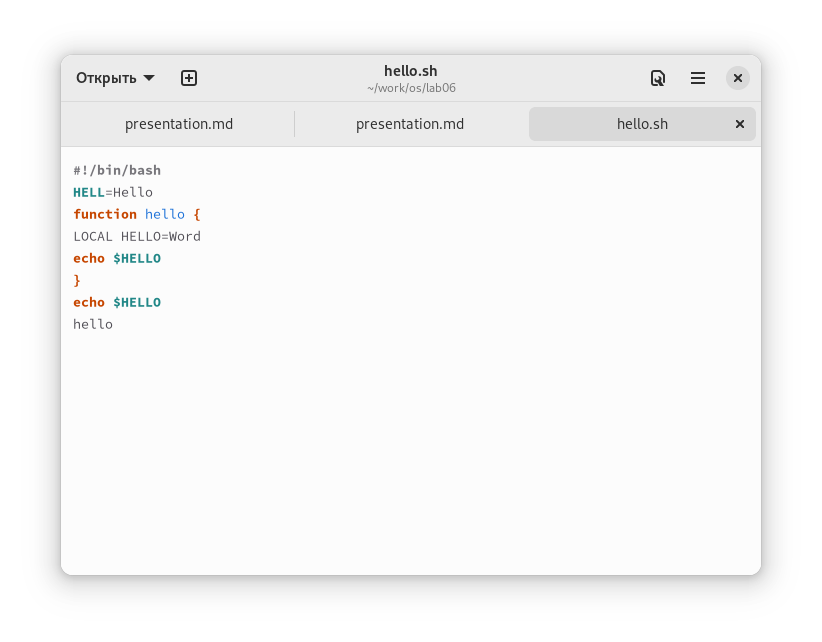 Открыть
hello.sh
~/work/os/lab06
presentation.md
presentation.md
hello.sh
#!/bin/bash
HELL=Hello
function hello {
LOCAL HELLO=Word
echo $HELLO
}
echo $HELLO
hello